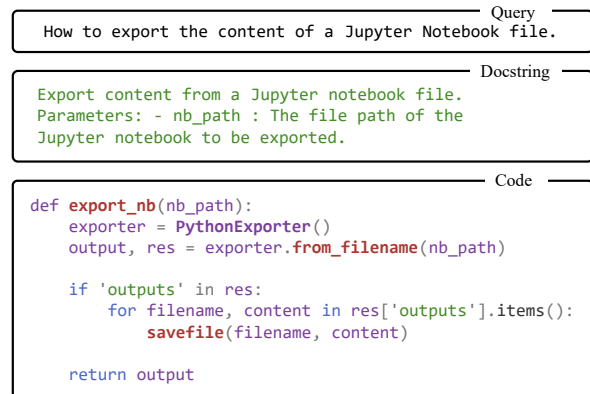 Query
How to export the content of a Jupyter Notebook file.
Docstring
Export content from a Jupyter notebook file.
Parameters: - nb_path : The file path of the
Jupyter notebook to be exported.
Code
def export_nb(nb_path):
    exporter = PythonExporter()
    output, res = exporter.from_filename(nb_path)

    if 'outputs' in res:
        for filename, content in res['outputs'].items():
            savefile(filename, content)

    return output